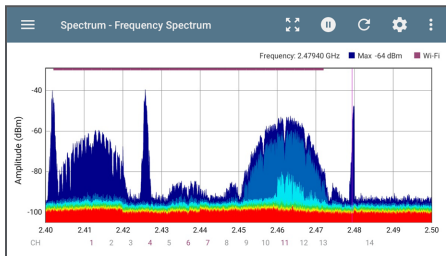 Spectrum - Frequency Spectrum
Frequency: 2.47940 GHz Max -64 dBm Wi-Fi
Amplitude (dBm)
-40
-60
-80
-100
2.40 2.41 2.42 2.43 2.44 2.45 2.46 2.47 2.48 2.49 2.50
CH 1 2 3 4 5 6 7 8 9 10 11 12 13 14